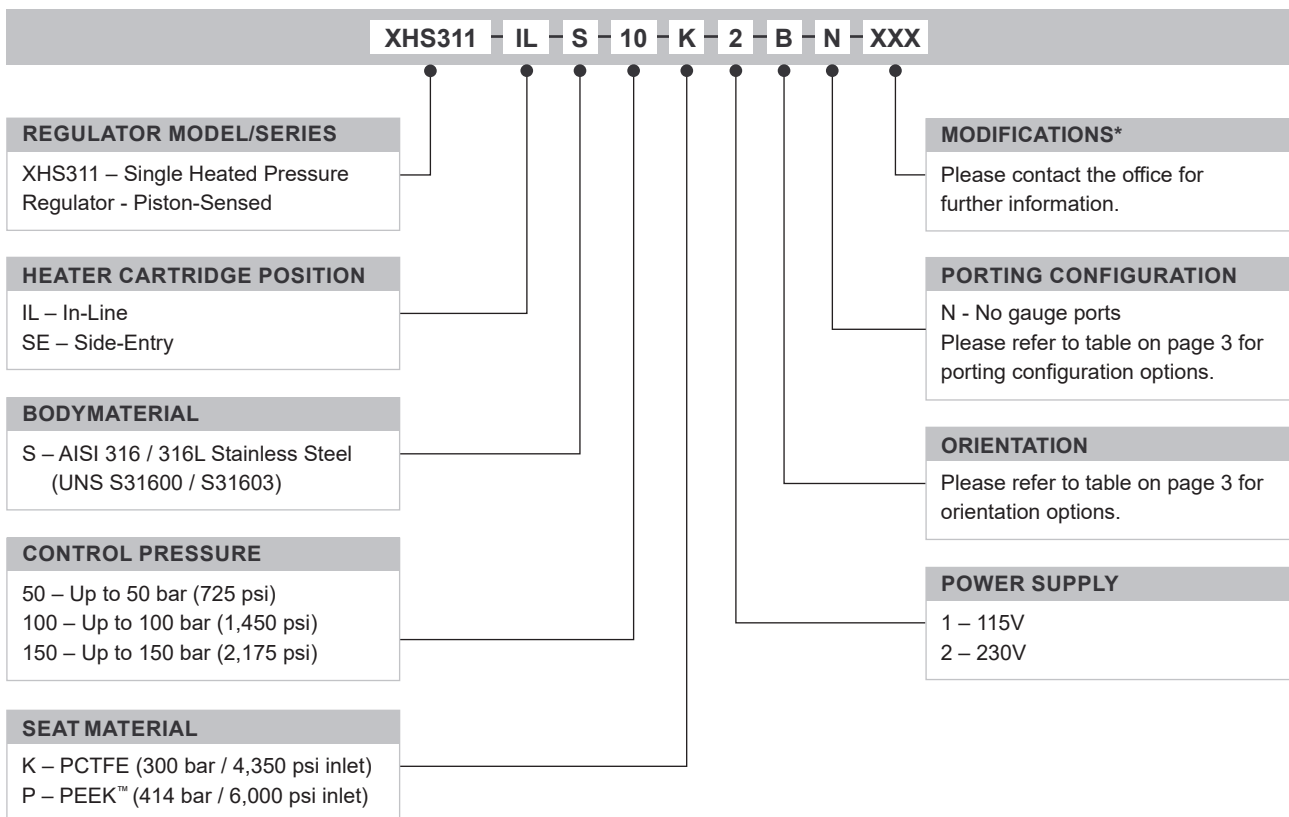 XHS311 – IL – S – 10 – K – 2 – B – N – XXX
REGULATOR MODEL/SERIES
XHS311 – Single Heated Pressure
Regulator - Piston-Sensed
HEATER CARTRIDGE POSITION
IL – In-Line
SE – Side-Entry
BODYMATERIAL
S – AISI 316 / 316L Stainless Steel
(UNS S31600 / S31603)
CONTROL PRESSURE
50 – Up to 50 bar (725 psi)
100 – Up to 100 bar (1,450 psi)
150 – Up to 150 bar (2,175 psi)
SEAT MATERIAL
K – PCTFE (300 bar / 4,350 psi inlet)
P – PEEK™ (414 bar / 6,000 psi inlet)
MODIFICATIONS*
Please contact the office for
further information.
PORTING CONFIGURATION
N - No gauge ports
Please refer to table on page 3 for
porting configuration options.
ORIENTATION
Please refer to table on page 3 for
orientation options.
POWER SUPPLY
1 – 115V
2 – 230V